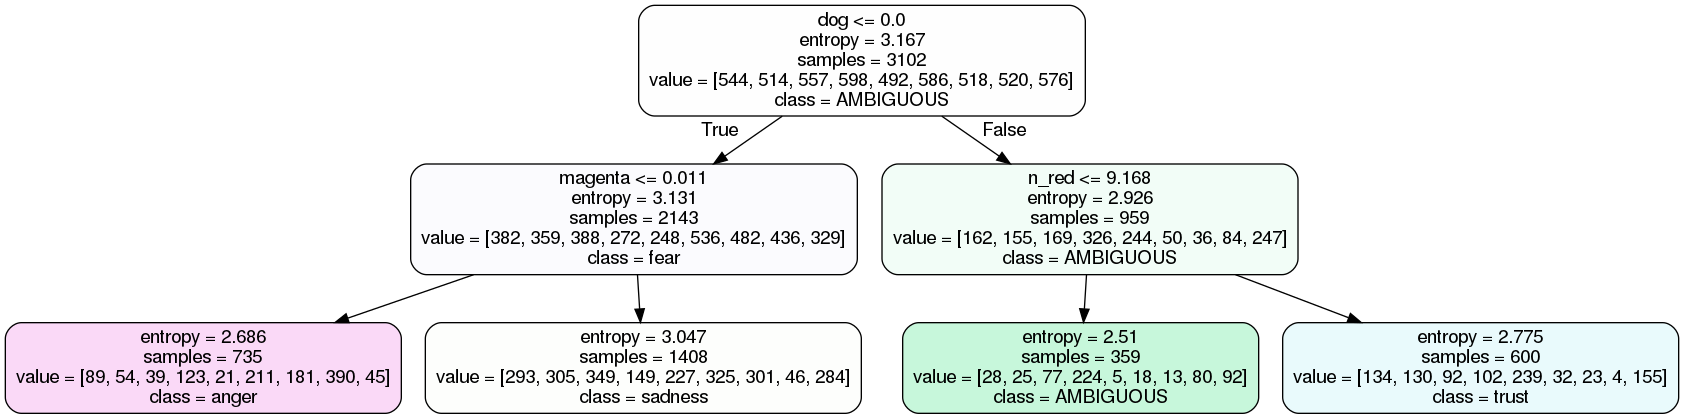 dog <= 0.0
entropy = 3.167
samples = 3102
value = [544, 514, 557, 598, 492, 586, 518, 520, 576]
class = AMBIGUOUS
True
False
magenta <= 0.011
entropy = 3.131
samples = 2143
value = [382, 359, 388, 272, 248, 536, 482, 436, 329]
class = fear
n_red <= 9.168
entropy = 2.926
samples = 959
value = [162, 155, 169, 326, 244, 50, 36, 84, 247]
class = AMBIGUOUS
entropy = 2.686
samples = 735
value = [89, 54, 39, 123, 21, 211, 181, 390, 45]
class = anger
entropy = 3.047
samples = 1408
value = [293, 305, 349, 149, 227, 325, 301, 46, 284]
class = sadness
entropy = 2.51
samples = 359
value = [28, 25, 77, 224, 5, 18, 13, 80, 92]
class = AMBIGUOUS
entropy = 2.775
samples = 600
value = [134, 130, 92, 102, 239, 32, 23, 4, 155]
class = trust